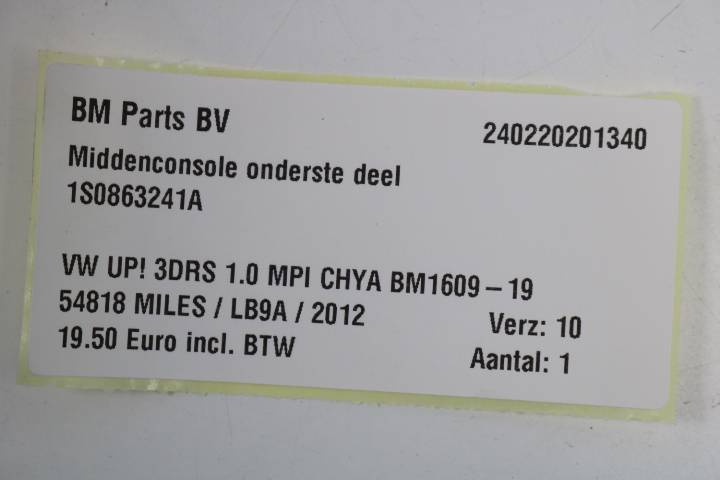 BM Parts BV
240220201340
Middenconsole onderste deel
1S0863241A
VW UP! 3DRS 1.0 MPI CHYA BM1609 – 19
54818 MILES / LB9A / 2012
Verz: 10
19.50 Euro incl. BTW
Aantal: 1